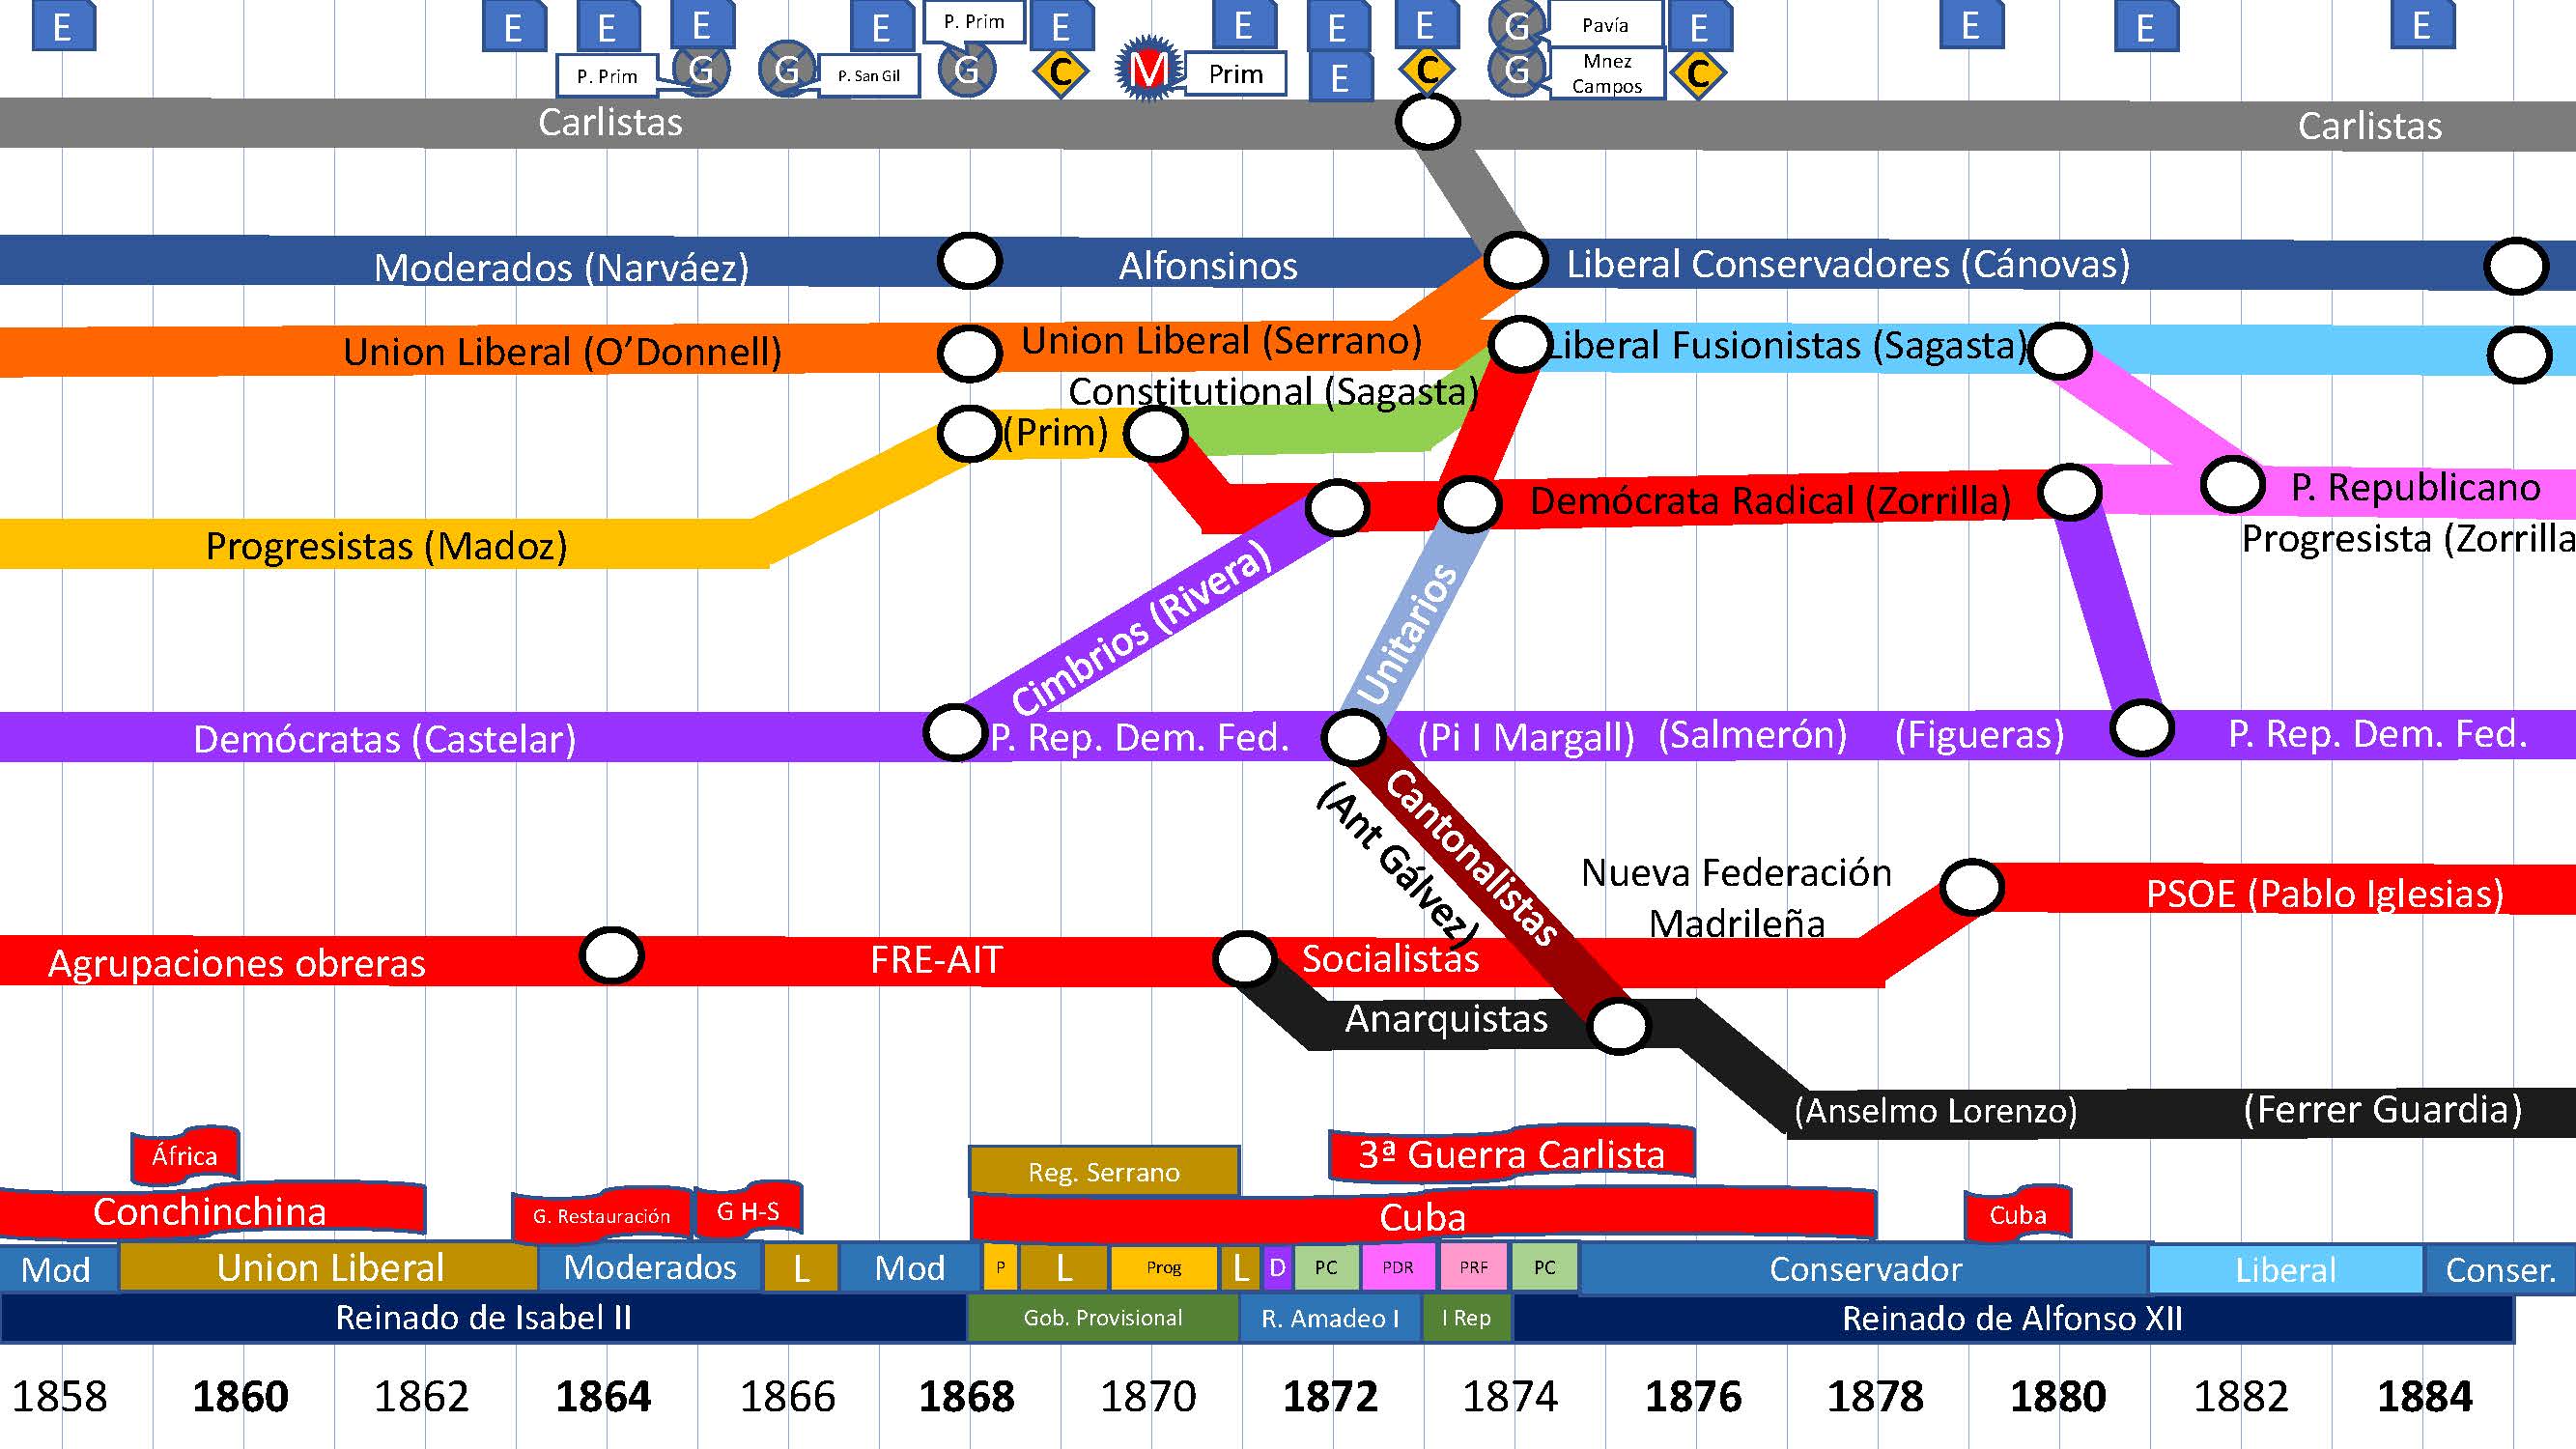 E E E E E P. Prim E E E E G Pavía E E E E
P. Prim G G P. San Gil G C M Prim E C G Mnez
Campos C
Carlistas Carlistas
Moderados (Narváez) Alfonsinos Liberal Conservadores (Cánovas)
Union Liberal (O’Donnell) Union Liberal (Serrano) Liberal Fusionistas (Sagasta)
Constitutional (Sagasta)
(Prim)
Demócrata Radical (Zorrilla) P. Republicano
Progresista (Zorrilla
Progresistas (Madoz)
Cimbrios (Rivera)
Unitarios
Demócratas (Castelar) P. Rep. Dem. Fed. (Pi I Margall) (Salmerón) (Figueras) P. Rep. Dem. Fed.
Cantonalistas
(Ant Gálvez)
Nueva Federación
Madrileña
PSOE (Pablo Iglesias)
Agrupaciones obreras FRE-AIT Socialistas
Anarquistas
(Anselmo Lorenzo) (Ferrer Guardia)
África Reg. Serrano 3ª Guerra Carlista
Conchinchina G. Restauración G H-S Cuba Cuba
Mod Union Liberal Moderados L Mod P L Prog L D PC PDR PRF PC Conservador Liberal Conser.
Reinado de Isabel II Gob. Provisional R. Amadeo I I Rep Reinado de Alfonso XII
1858 1860 1862 1864 1866 1868 1870 1872 1874 1876 1878 1880 1882 1884